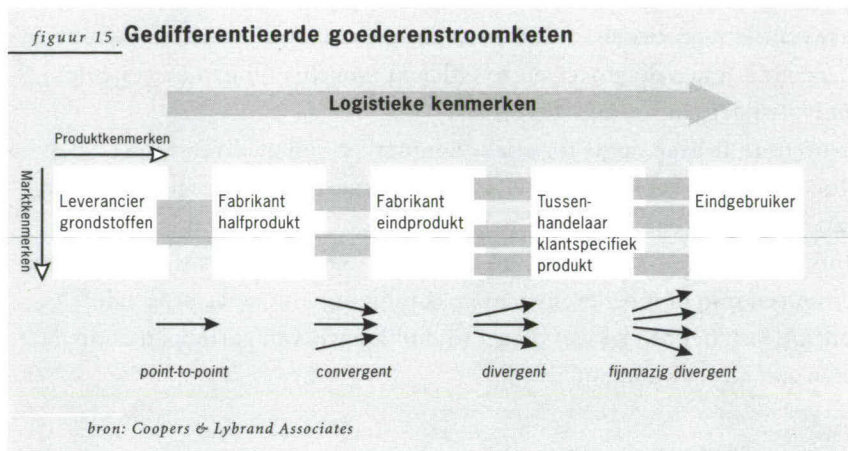 figuur 15 Gedifferentieerde goederenstroomketen
Logistieke kenmerken
Produktkenmerken
Marktkenmerken
Leverancier
grondstoffen
Fabrikant
halfprodukt
Fabrikant
eindprodukt
Tussen-
handelaar
klantspecifiek
produkt
Eindgebruiker
point-to-point
convergent
divergent
fijnmazig divergent
bron: Coopers & Lybrand Associates